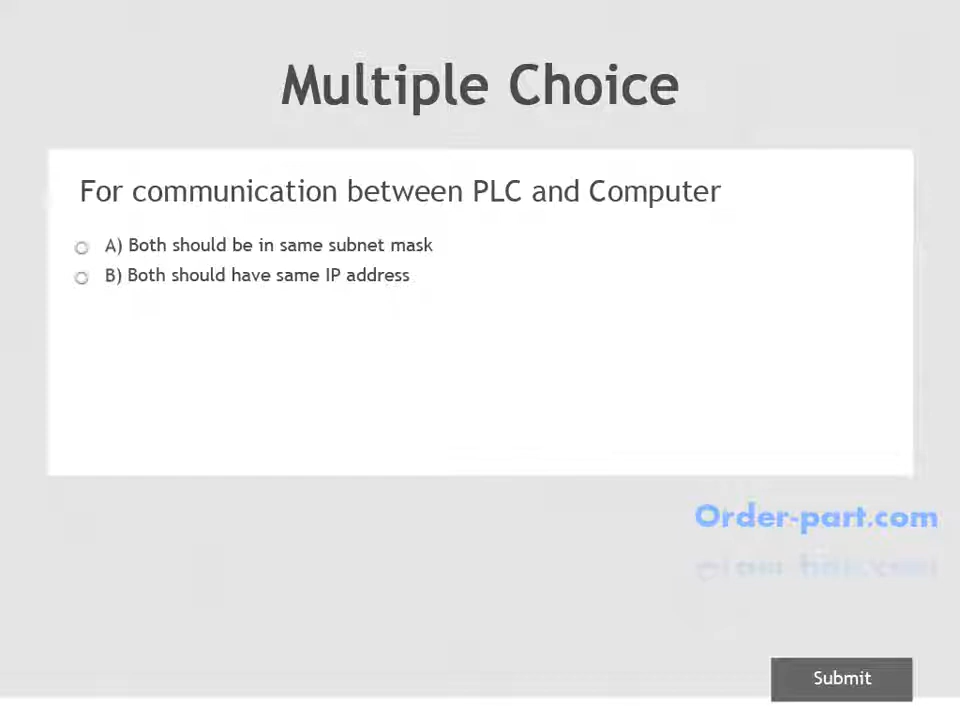 Multiple Choice
For communication between PLC and Computer
A) Both should be in same subnet mask
B) Both should have same IP address
Order-part.com
Submit